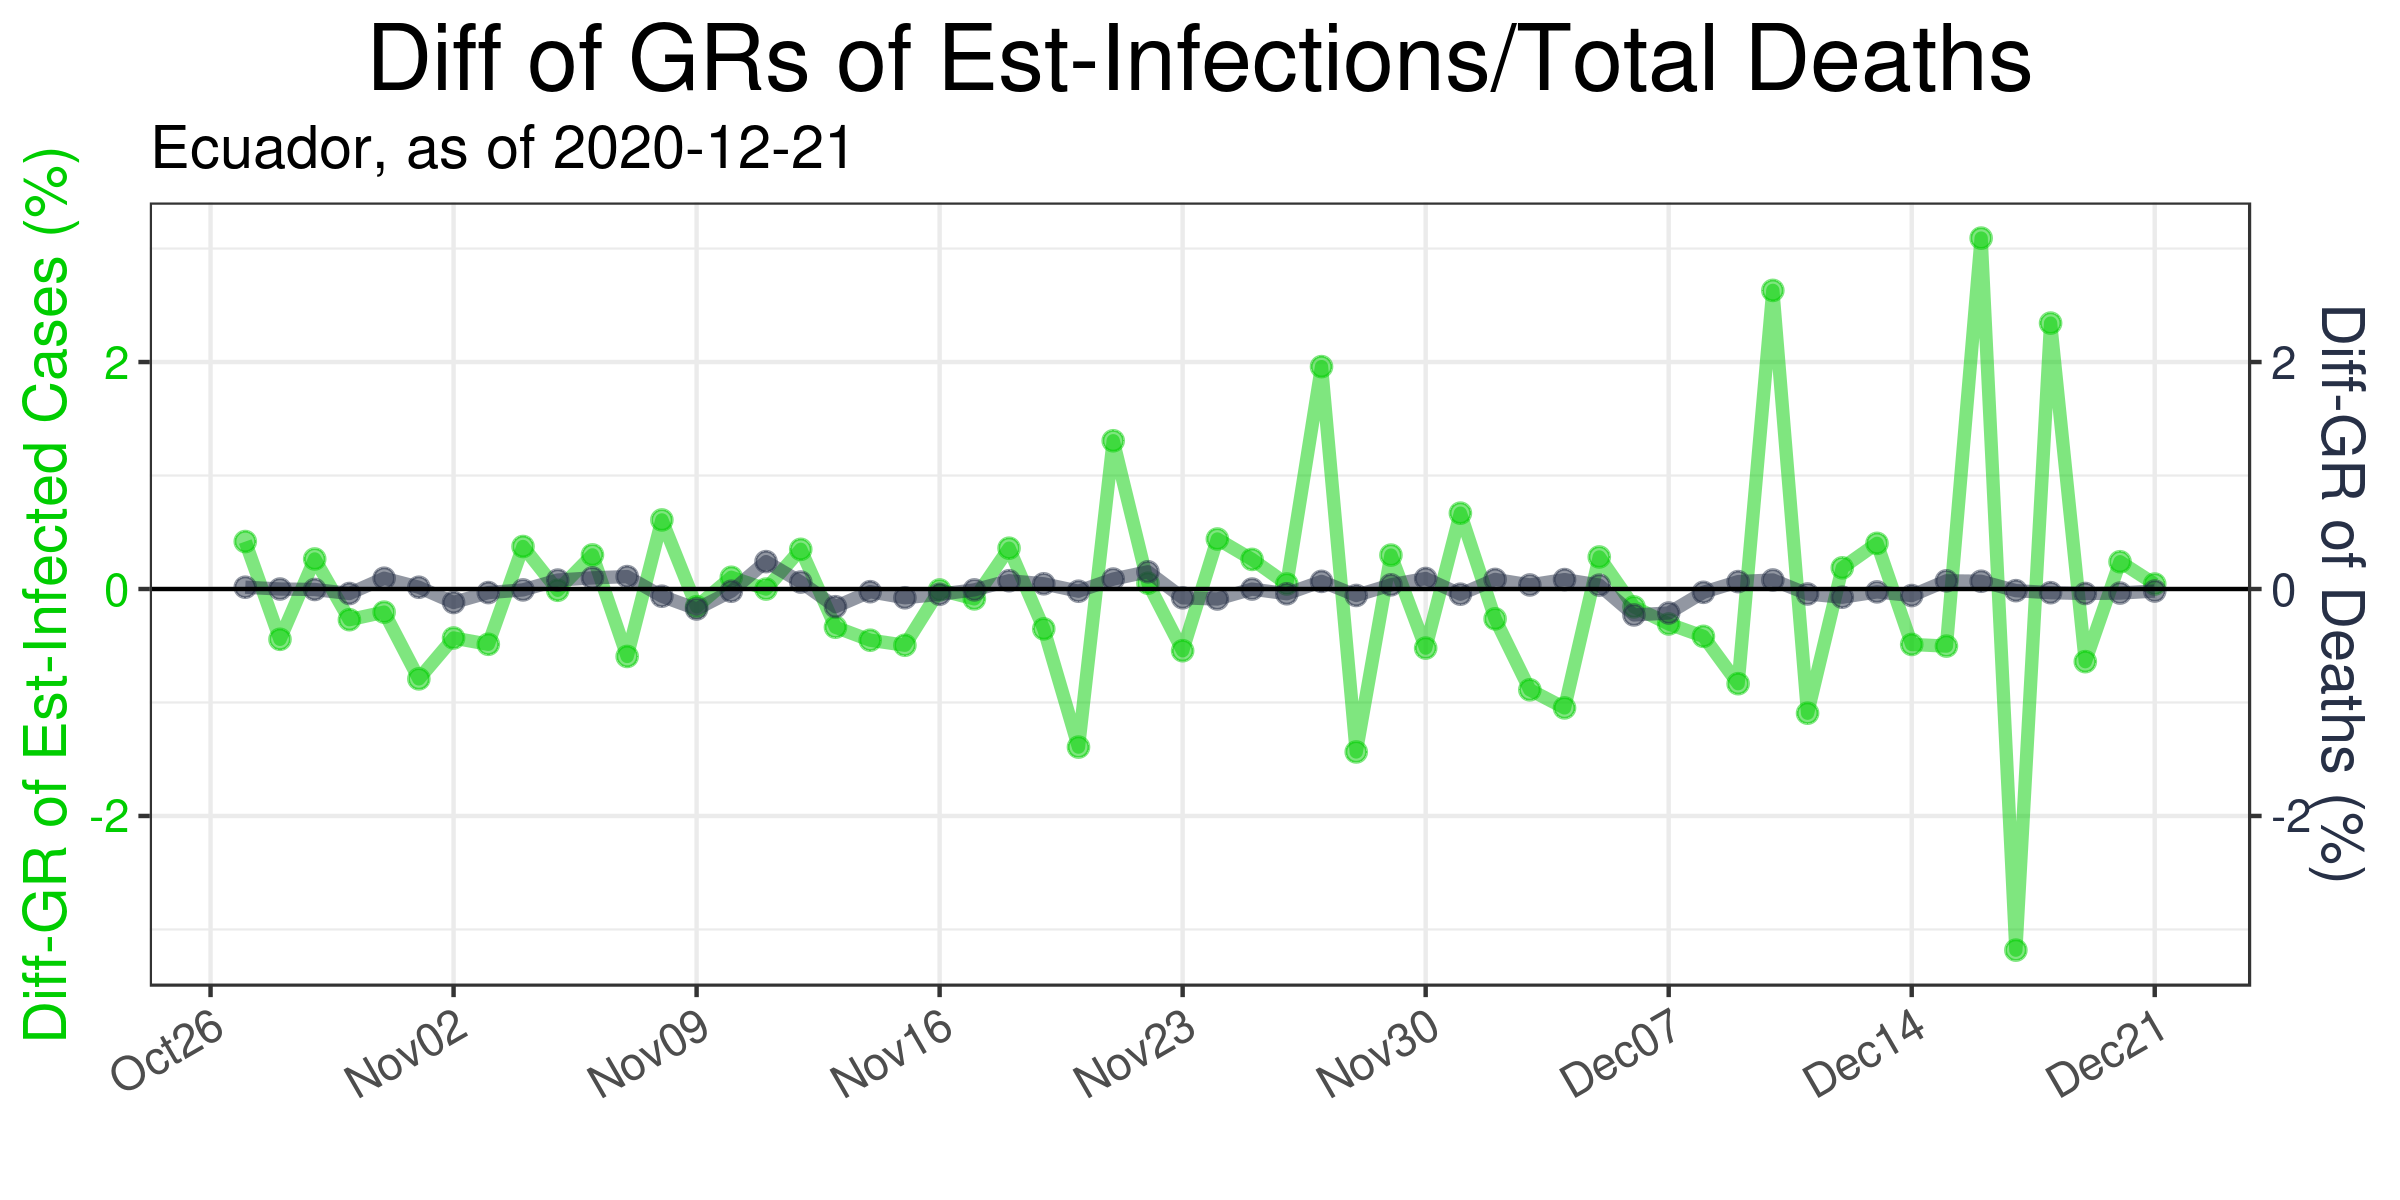 Diff of GRs of Est-Infections/Total Deaths
Ecuador, as of 2020-12-21
Diff-GR of Est-Infected Cases (%)
2
0
-2
2
0
-2
Diff-GR of Deaths (%)
Oct26
Nov02
Nov09
Nov16
Nov23
Nov30
Dec07
Dec14
Dec21